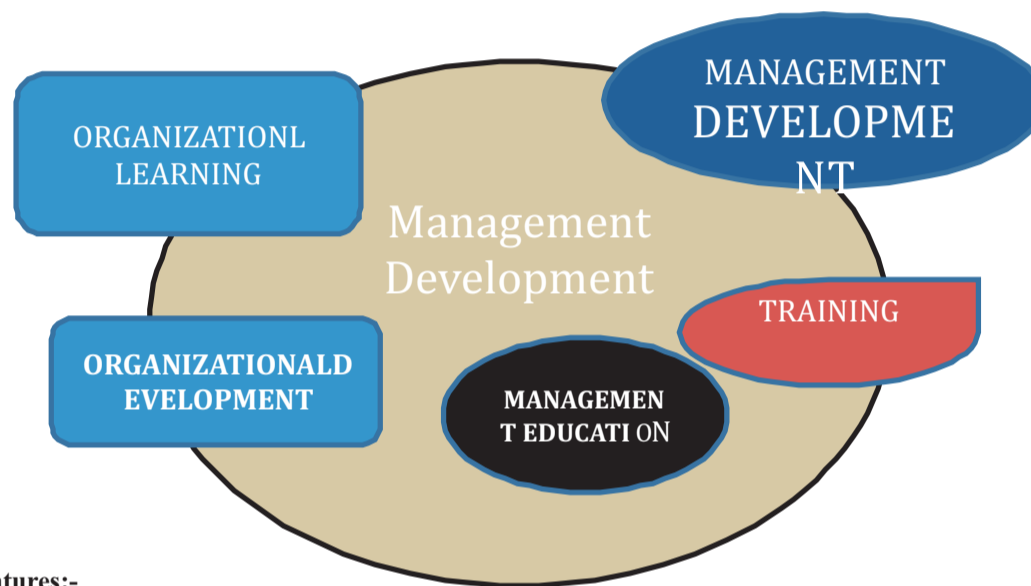 ORGANIZATIONL
LEARNING
MANAGEMENT
DEVELOPME
NT
Management
Development
TRAINING
ORGANIZATIONALD
EVELOPMENT
MANAGEMEN
T EDUCATI ON